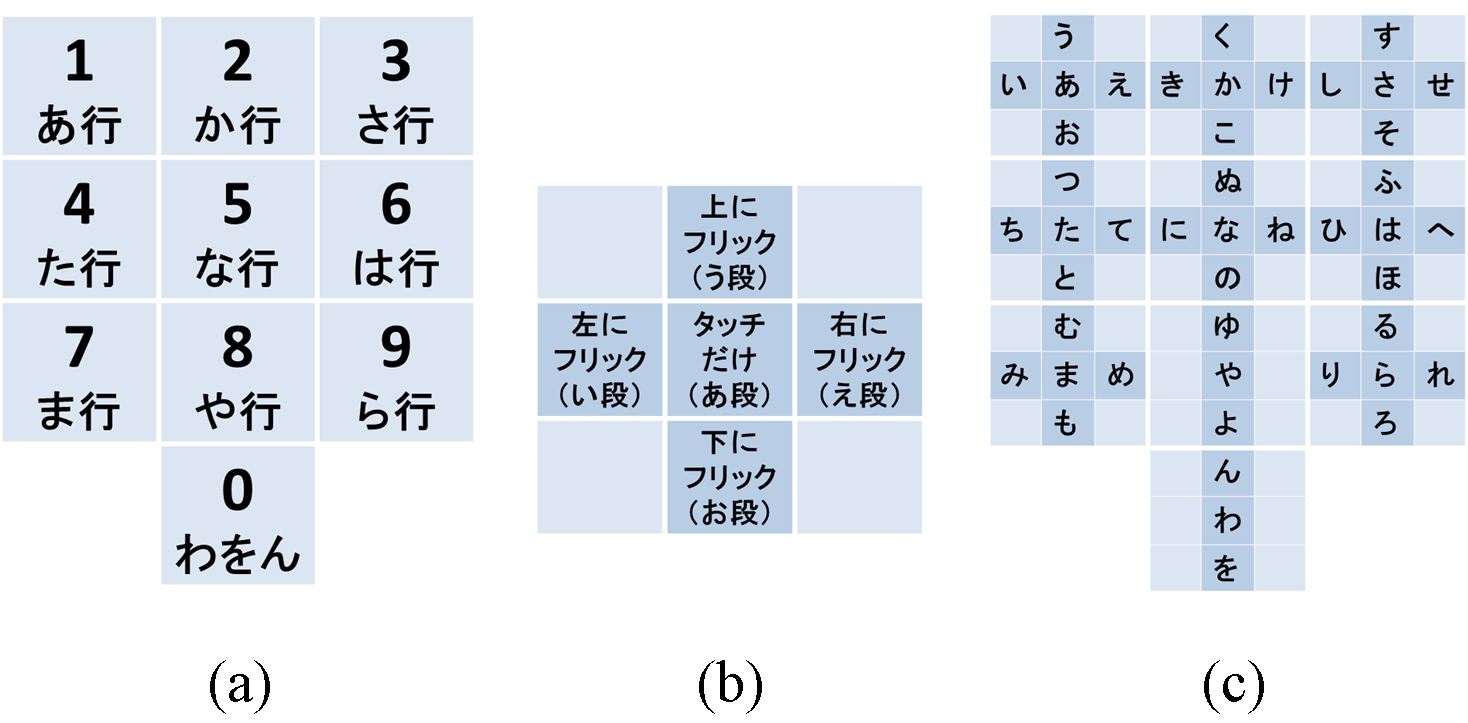 1 2 3
あ行 か行 さ行
4 5 6
た行 な行 は行
7 8 9
ま行 や行 ら行
0
わをん
(a)
上に
フリック
(う段)
左に
フリック
(い段)
タッチ
だけ
(あ段)
右に
フリック
(え段)
下に
フリック
(お段)
(b)
う く す
い あ え き か け し さ せ
お こ そ
つ ぬ ふ
ち た て に な ね ひ は へ
と の ほ
む ゆ る
み ま め や り ら れ
も よ ろ
ん
わ
を
(c)